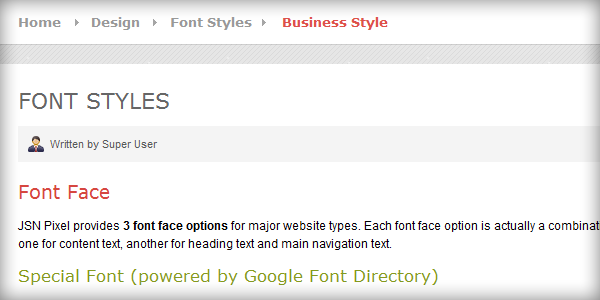 Home Design Font Styles Business Style
FONT STYLES
Written by Super User
Font Face
JSN Pixel provides 3 font face options for major website types. Each font face option is actually a combinat
one for content text, another for heading text and main navigation text.
Special Font (powered by Google Font Directory)